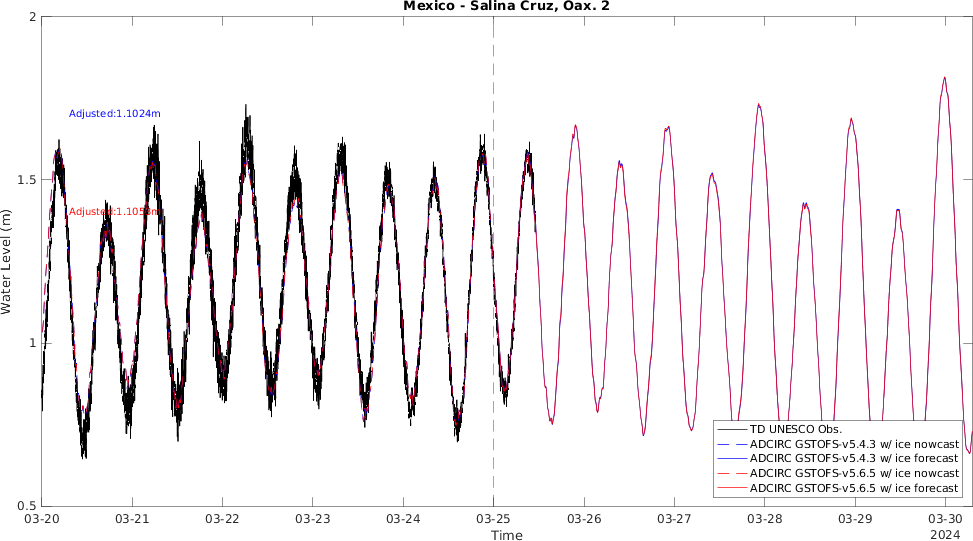 Mexico - Salina Cruz, Oax. 2
2
1.5
1
0.5
Water Level (m)
Adjusted:1.1024m
Adjusted:1.1053m
TD UNESCO Obs.
ADCIRC GSTOFS-v5.4.3 w/ ice nowcast
ADCIRC GSTOFS-v5.4.3 w/ ice forecast
ADCIRC GSTOFS-v5.6.5 w/ ice nowcast
ADCIRC GSTOFS-v5.6.5 w/ ice forecast
03-20 03-21 03-22 03-23 03-24 03-25 03-26 03-27 03-28 03-29 03-30
Time
2024